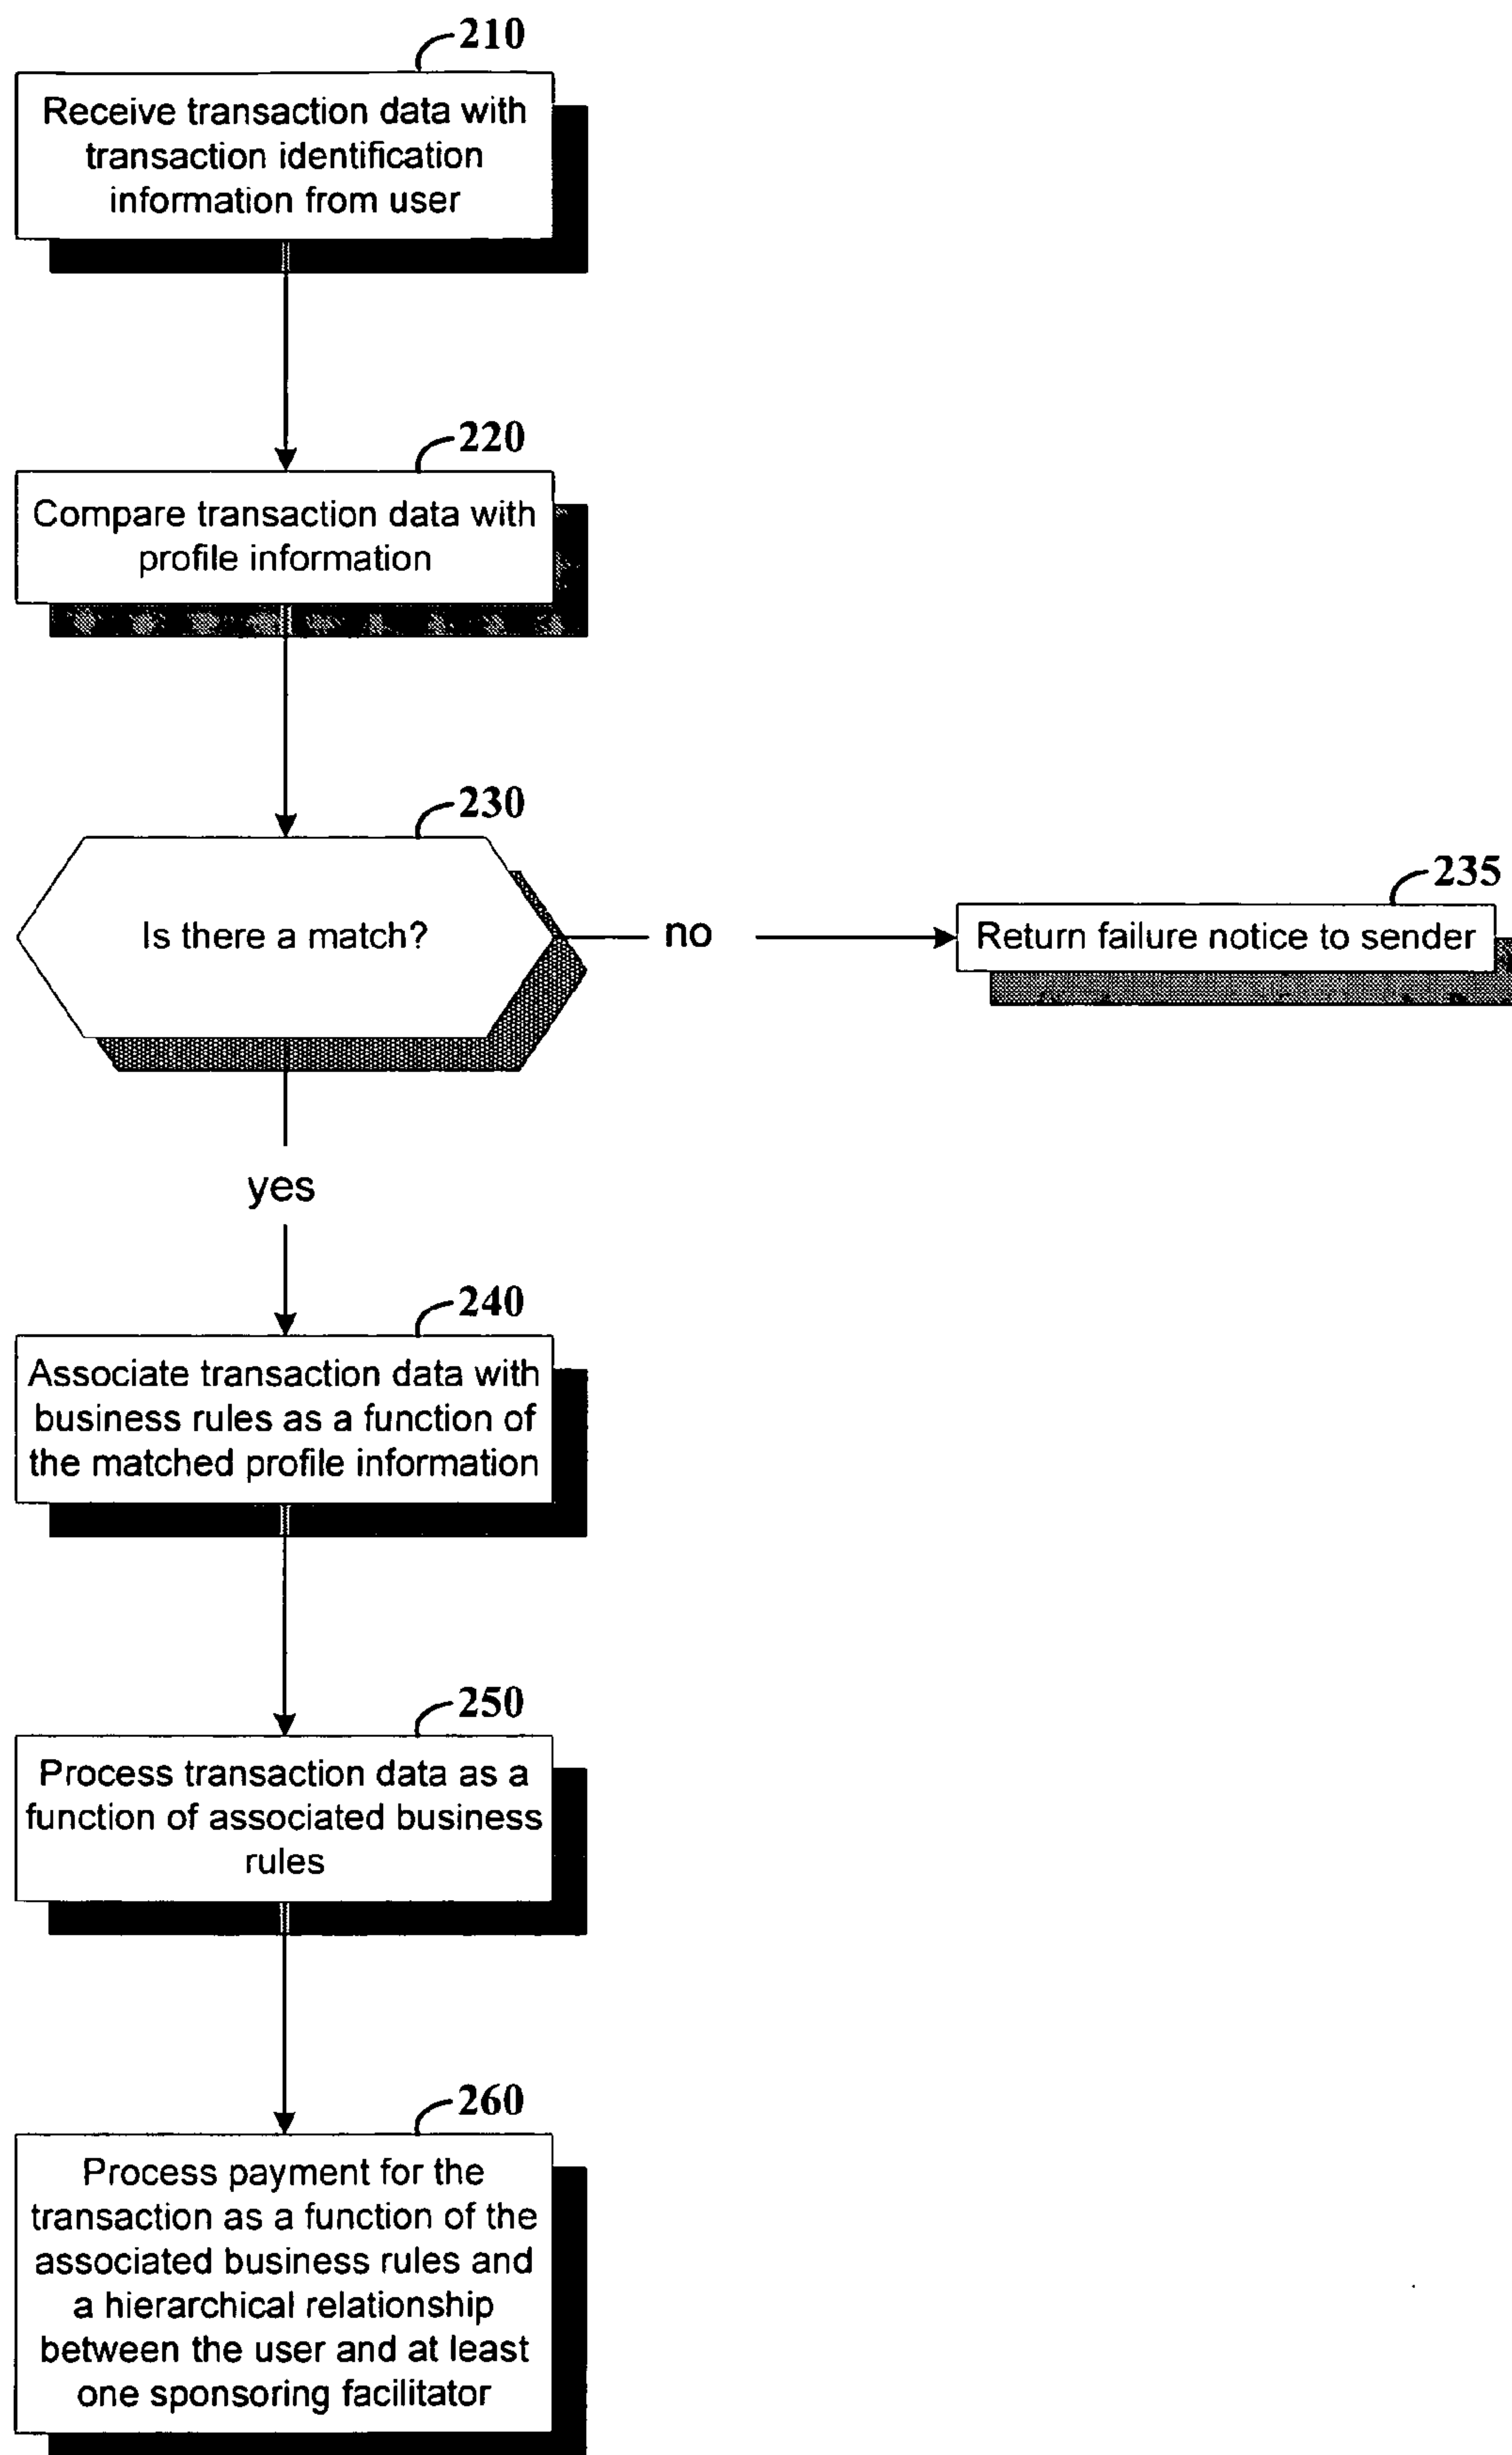 210
Receive transaction data with
transaction identification
information from user
220
Compare transaction data with
profile information
230
Is there a match?
no
235
Return failure notice to sender
yes
240
Associate transaction data with
business rules as a function of
the matched profile information
250
Process transaction data as a
function of associated business
rules
260
Process payment for the
transaction as a function of the
associated business rules and
a hierarchical relationship
between the user and at least
one sponsoring facilitator